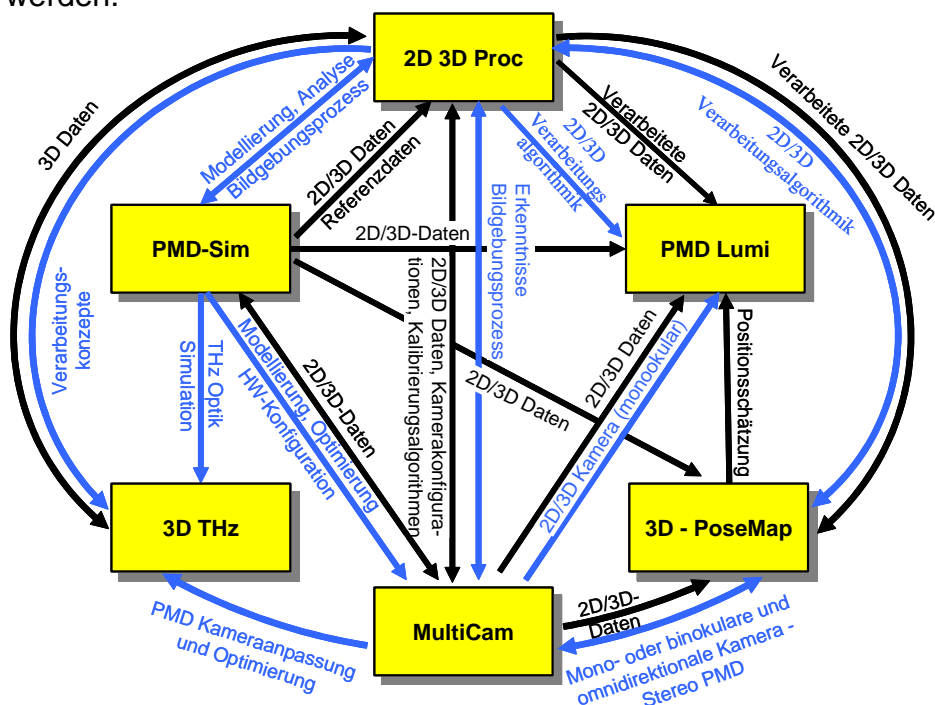 werden.
2D 3D Proc
3D Daten
Modellierung, Analyse
Bildgebungsprozess
2D/3D Daten
Referenzdaten
Erkenntnisse
Bildgebungsprozess
2D/3D
Verarbeitungs
algorithmik
Verarbeitete
2D/3D Daten
2D/3D
Verarbeitungsalgorithmik
Verarbeitete 2D/3D Daten
PMD-Sim
2D/3D-Daten
PMD Lumi
Verarbeitungs-
konzepte
THz Optik
Simulation
Modellierung, Optimierung
HW-Konfiguration
2D/3D-Daten
2D/3D Daten, Kamerakonfigura-
tionen, Kalibrierungsalgorithmen
2D/3D Daten
2D/3D Daten
2D/3D Kamera (monookular)
Positionsschätzung
3D THz
3D - PoseMap
MultiCam
PMD Kameraanpassung
und Optimierung
2D/3D-
Daten
Mono- oder binokulare und
omnidirektionale Kamera -
Stereo PMD